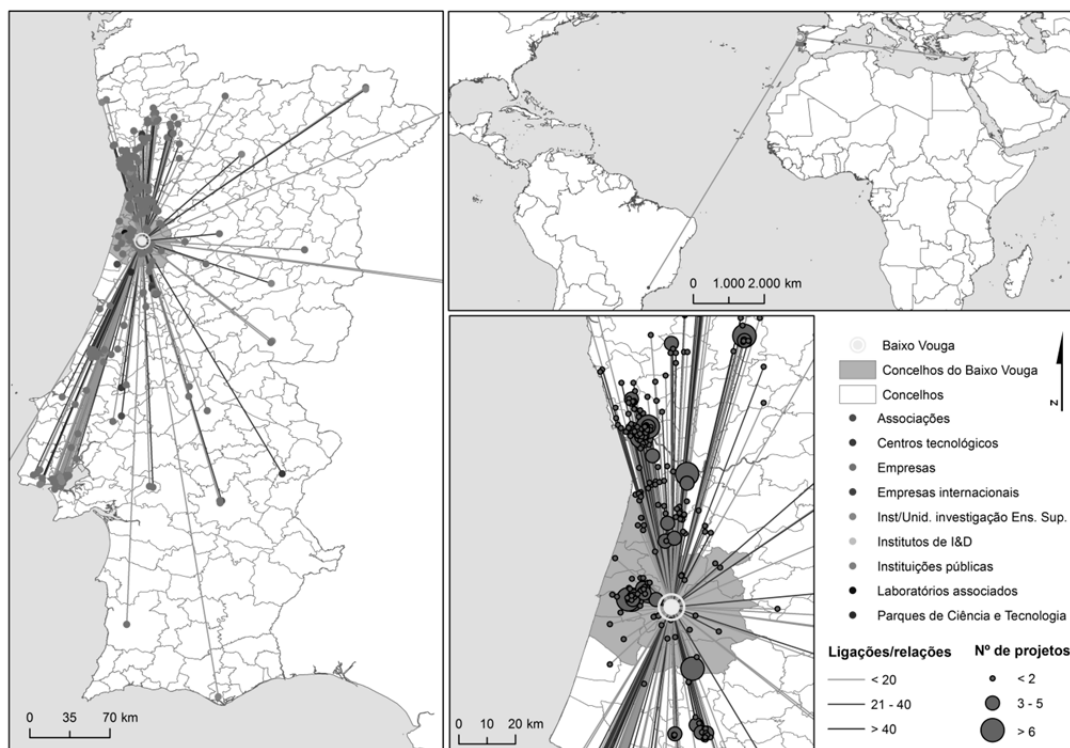 0 35 70 km
0 1.000 2.000 km
0 10 20 km
Baixo Vouga
Concelhos do Baixo Vouga
Concelhos
Associações
Centros tecnológicos
Empresas
Empresas internacionais
Inst/Unid. investigação Ens. Sup.
Institutos de I&D
Instituições públicas
Laboratórios associados
Parques de Ciência e Tecnologia
N
Ligações/relações
< 20
21 - 40
> 40
Nº de projetos
< 2
3 - 5
> 6